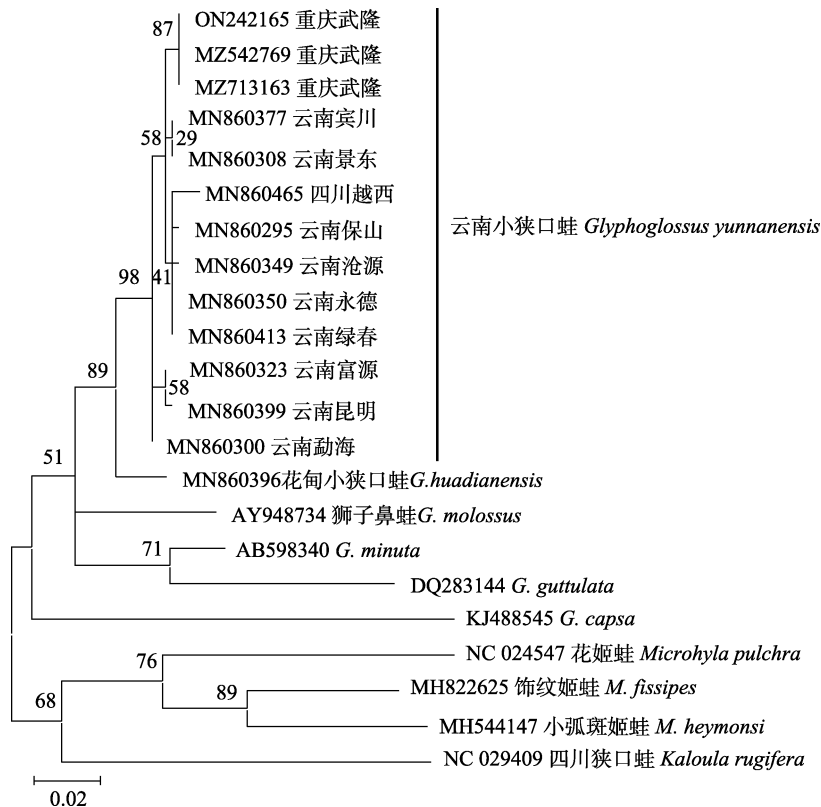 87
ON242165 重庆武隆
MZ542769 重庆武隆
MZ713163 重庆武隆
MN860377 云南宾川
58
29
MN860308 云南景东
MN860465 四川越西
MN860295 云南保山
云南小狭口蛙 Glyphoglossus yunnanensis
MN860349 云南沧源
98
41
MN860350 云南永德
MN860413 云南绿春
89
MN860323 云南富源
58
MN860399 云南昆明
MN860300 云南勐海
51
MN860396花甸小狭口蛙G.huadianensis
AY948734 狮子鼻蛙G. molossus
71
AB598340 G. minuta
DQ283144 G. guttulata
KJ488545 G. capsa
NC 024547 花姬蛙 Microhyla pulchra
76
MH822625 饰纹姬蛙 M. fissipes
89
68
MH544147 小弧斑姬蛙 M. heymonsi
NC 029409 四川狭口蛙 Kaloula rugifera
0.02